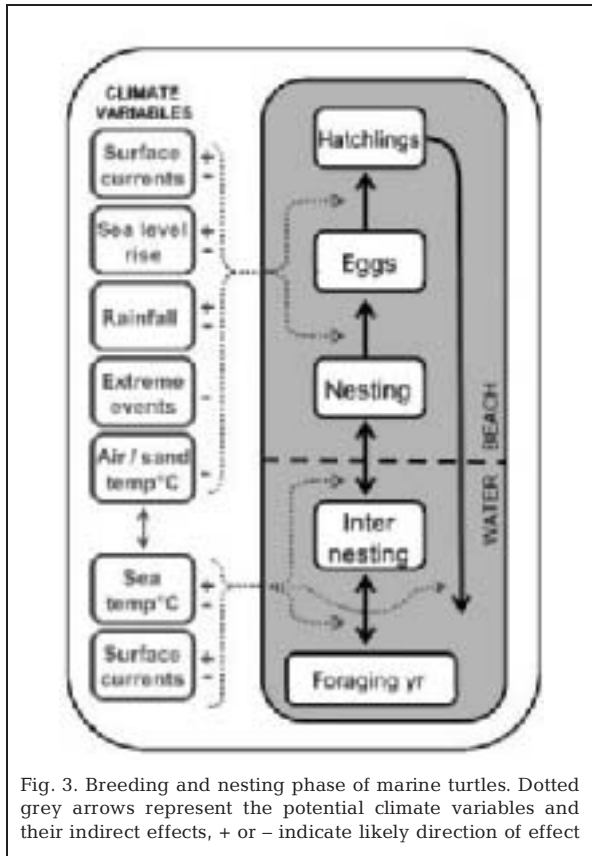 CLIMATE
VARIABLES
Surface
currents
+
-
Sea level
rise
+
-
Rainfall
+
-
Extreme
events
-
Air / sand
temp°C
-
Sea
temp°C
+
-
Surface
currents
+
-
Hatchlings
Eggs
Nesting
BEACH
WATER
Inter
nesting
Foraging yr
Fig. 3. Breeding and nesting phase of marine turtles. Dotted
grey arrows represent the potential climate variables and
their indirect effects, + or – indicate likely direction of effect